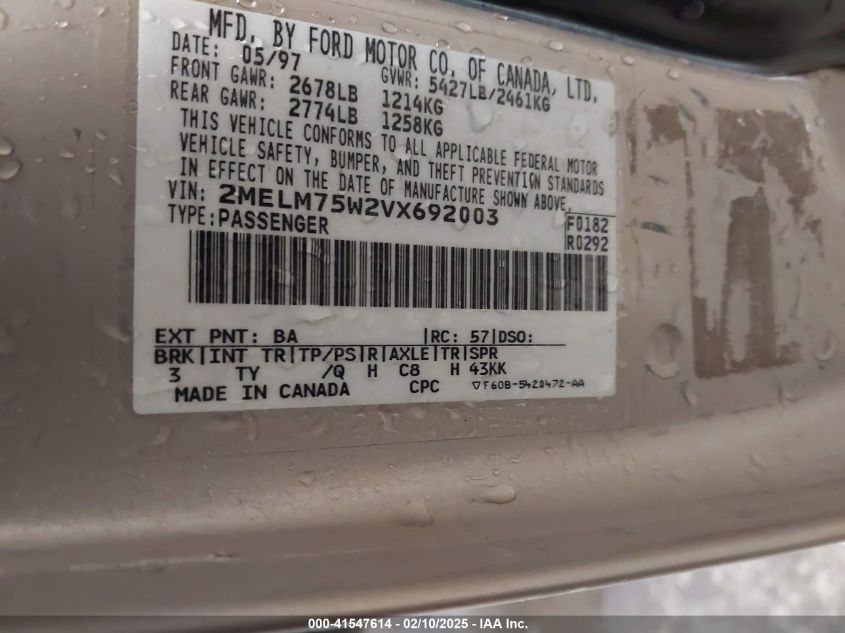 MFD. BY FORD MOTOR CO. OF CANADA, LTD.
DATE: 05/97 GVWR: 5427LB/2461KG
FRONT GAWR: 2678LB 1214KG
REAR GAWR: 2774LB 1258KG
THIS VEHICLE CONFORMS TO ALL APPLICABLE FEDERAL MOTOR
VEHICLE SAFETY, BUMPER, AND THEFT PREVENTION STANDARDS
IN EFFECT ON THE DATE OF MANUFACTURE SHOWN ABOVE.
VIN: 2MELM75W2VX692003
TYPE: PASSENGER
F0182
R0292
EXT PNT: BA |RC: 57|DSO:
BRK|INT TR|TP/PS|R|AXLE|TR|SPR
3 TY /Q H C8 H 43KK
MADE IN CANADA CPC ▽F60B-5420472-AA
000-41547614 - 02/10/2025 - IAA Inc.